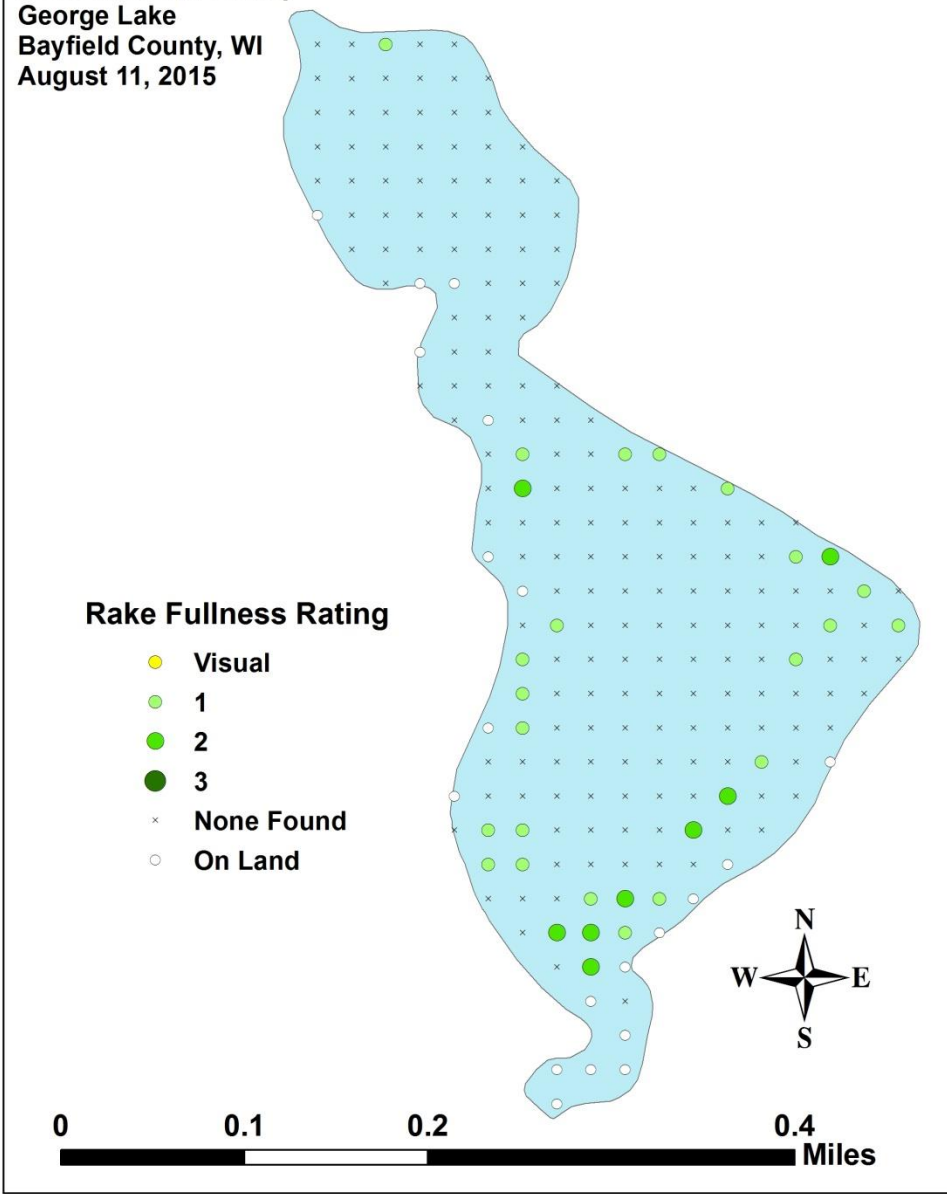 George Lake
Bayfield County, WI
August 11, 2015
Rake Fullness Rating
Visual
1
2
3
None Found
On Land
N
W E
S
0 0.1 0.2 0.4
Miles